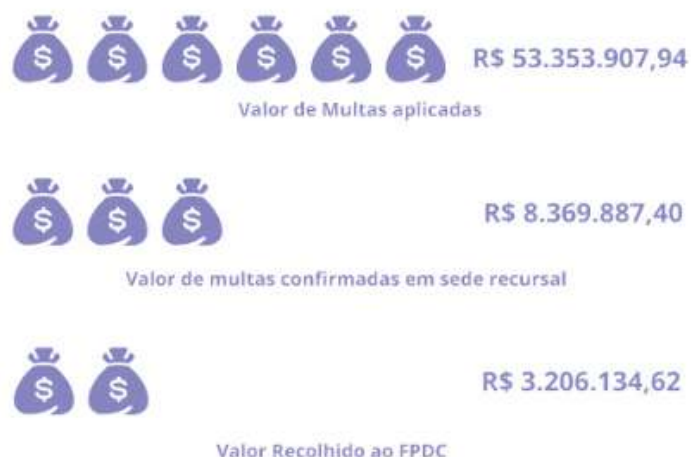 R$ 53.353.907,94
Valor de Multas aplicadas
R$ 8.369.887,40
Valor de multas confirmadas em sede recursal
R$ 3.206.134,62
Valor Recolhido ao FPDC